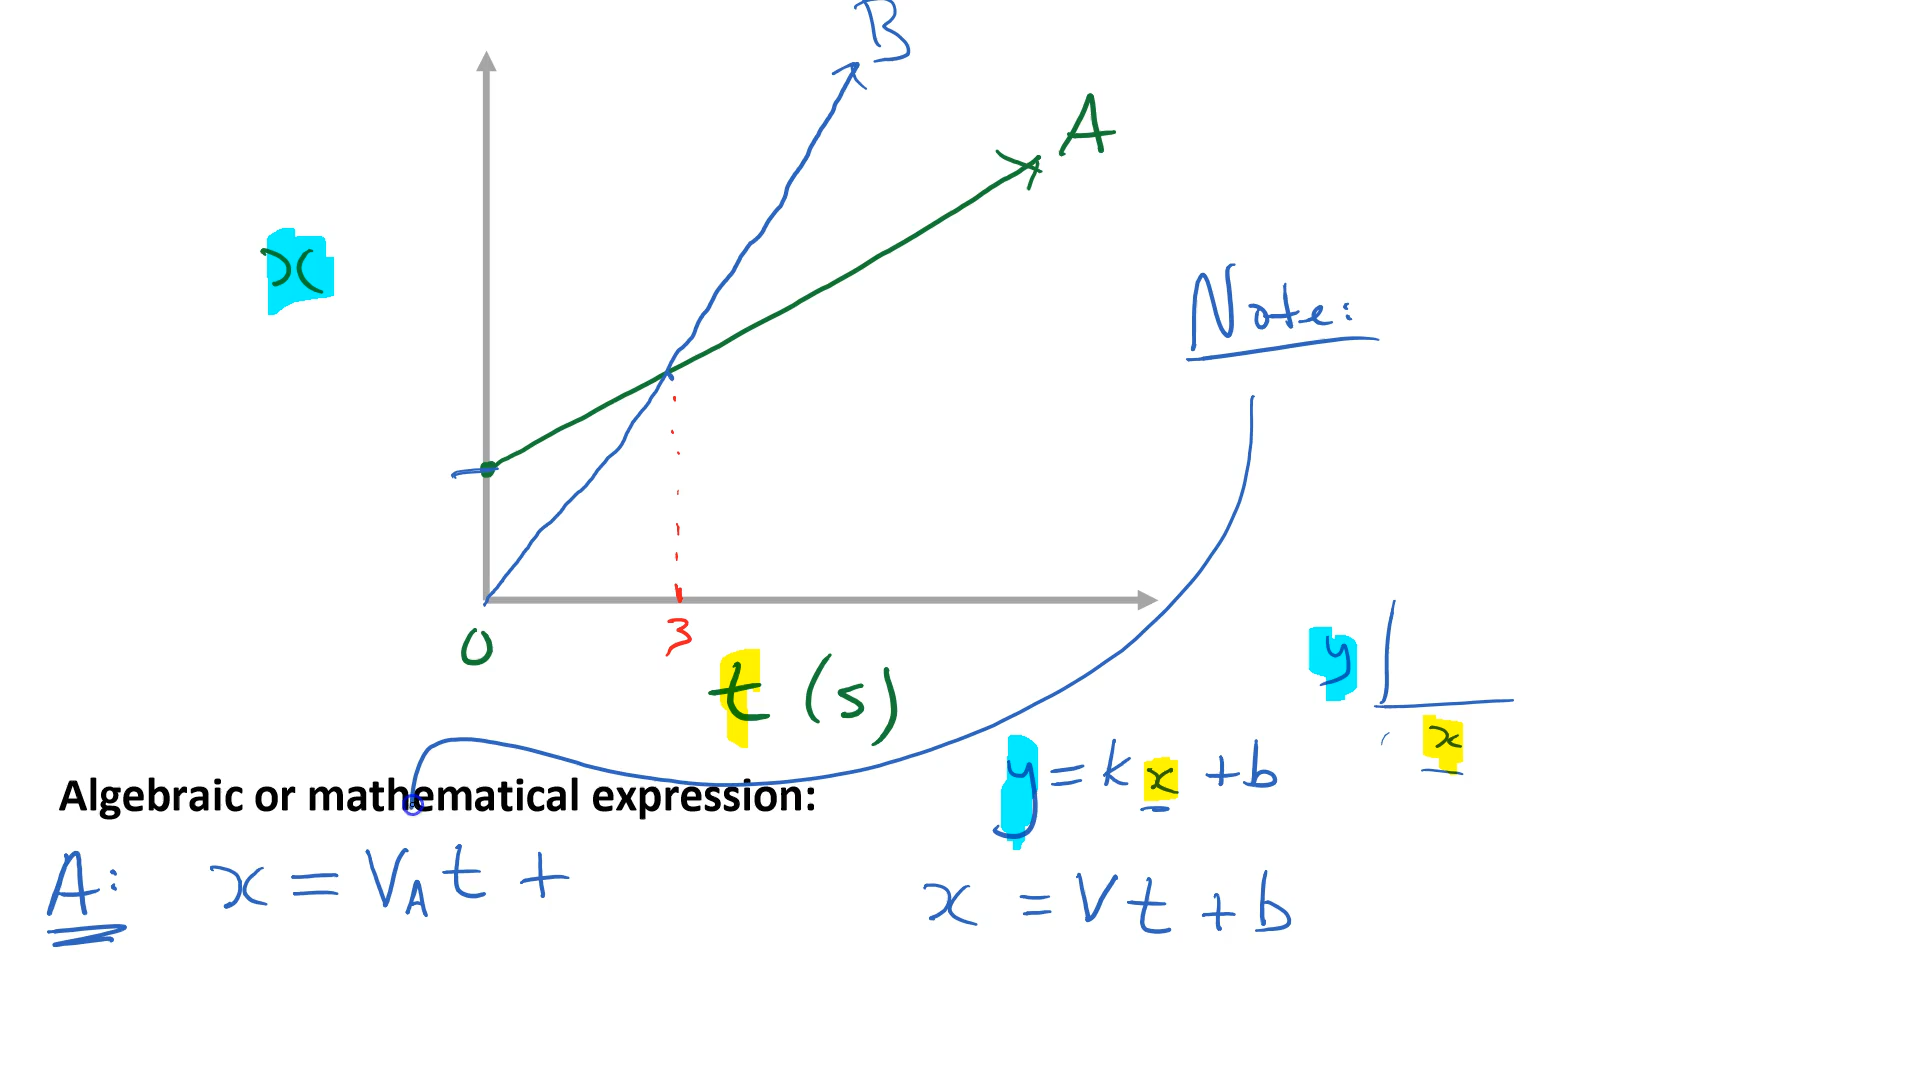 B
A
x
Note:
0
3
t (s)
y
x
y = kx + b
Algebraic or mathematical expression:
A: x = V_A t +
x = Vt + b